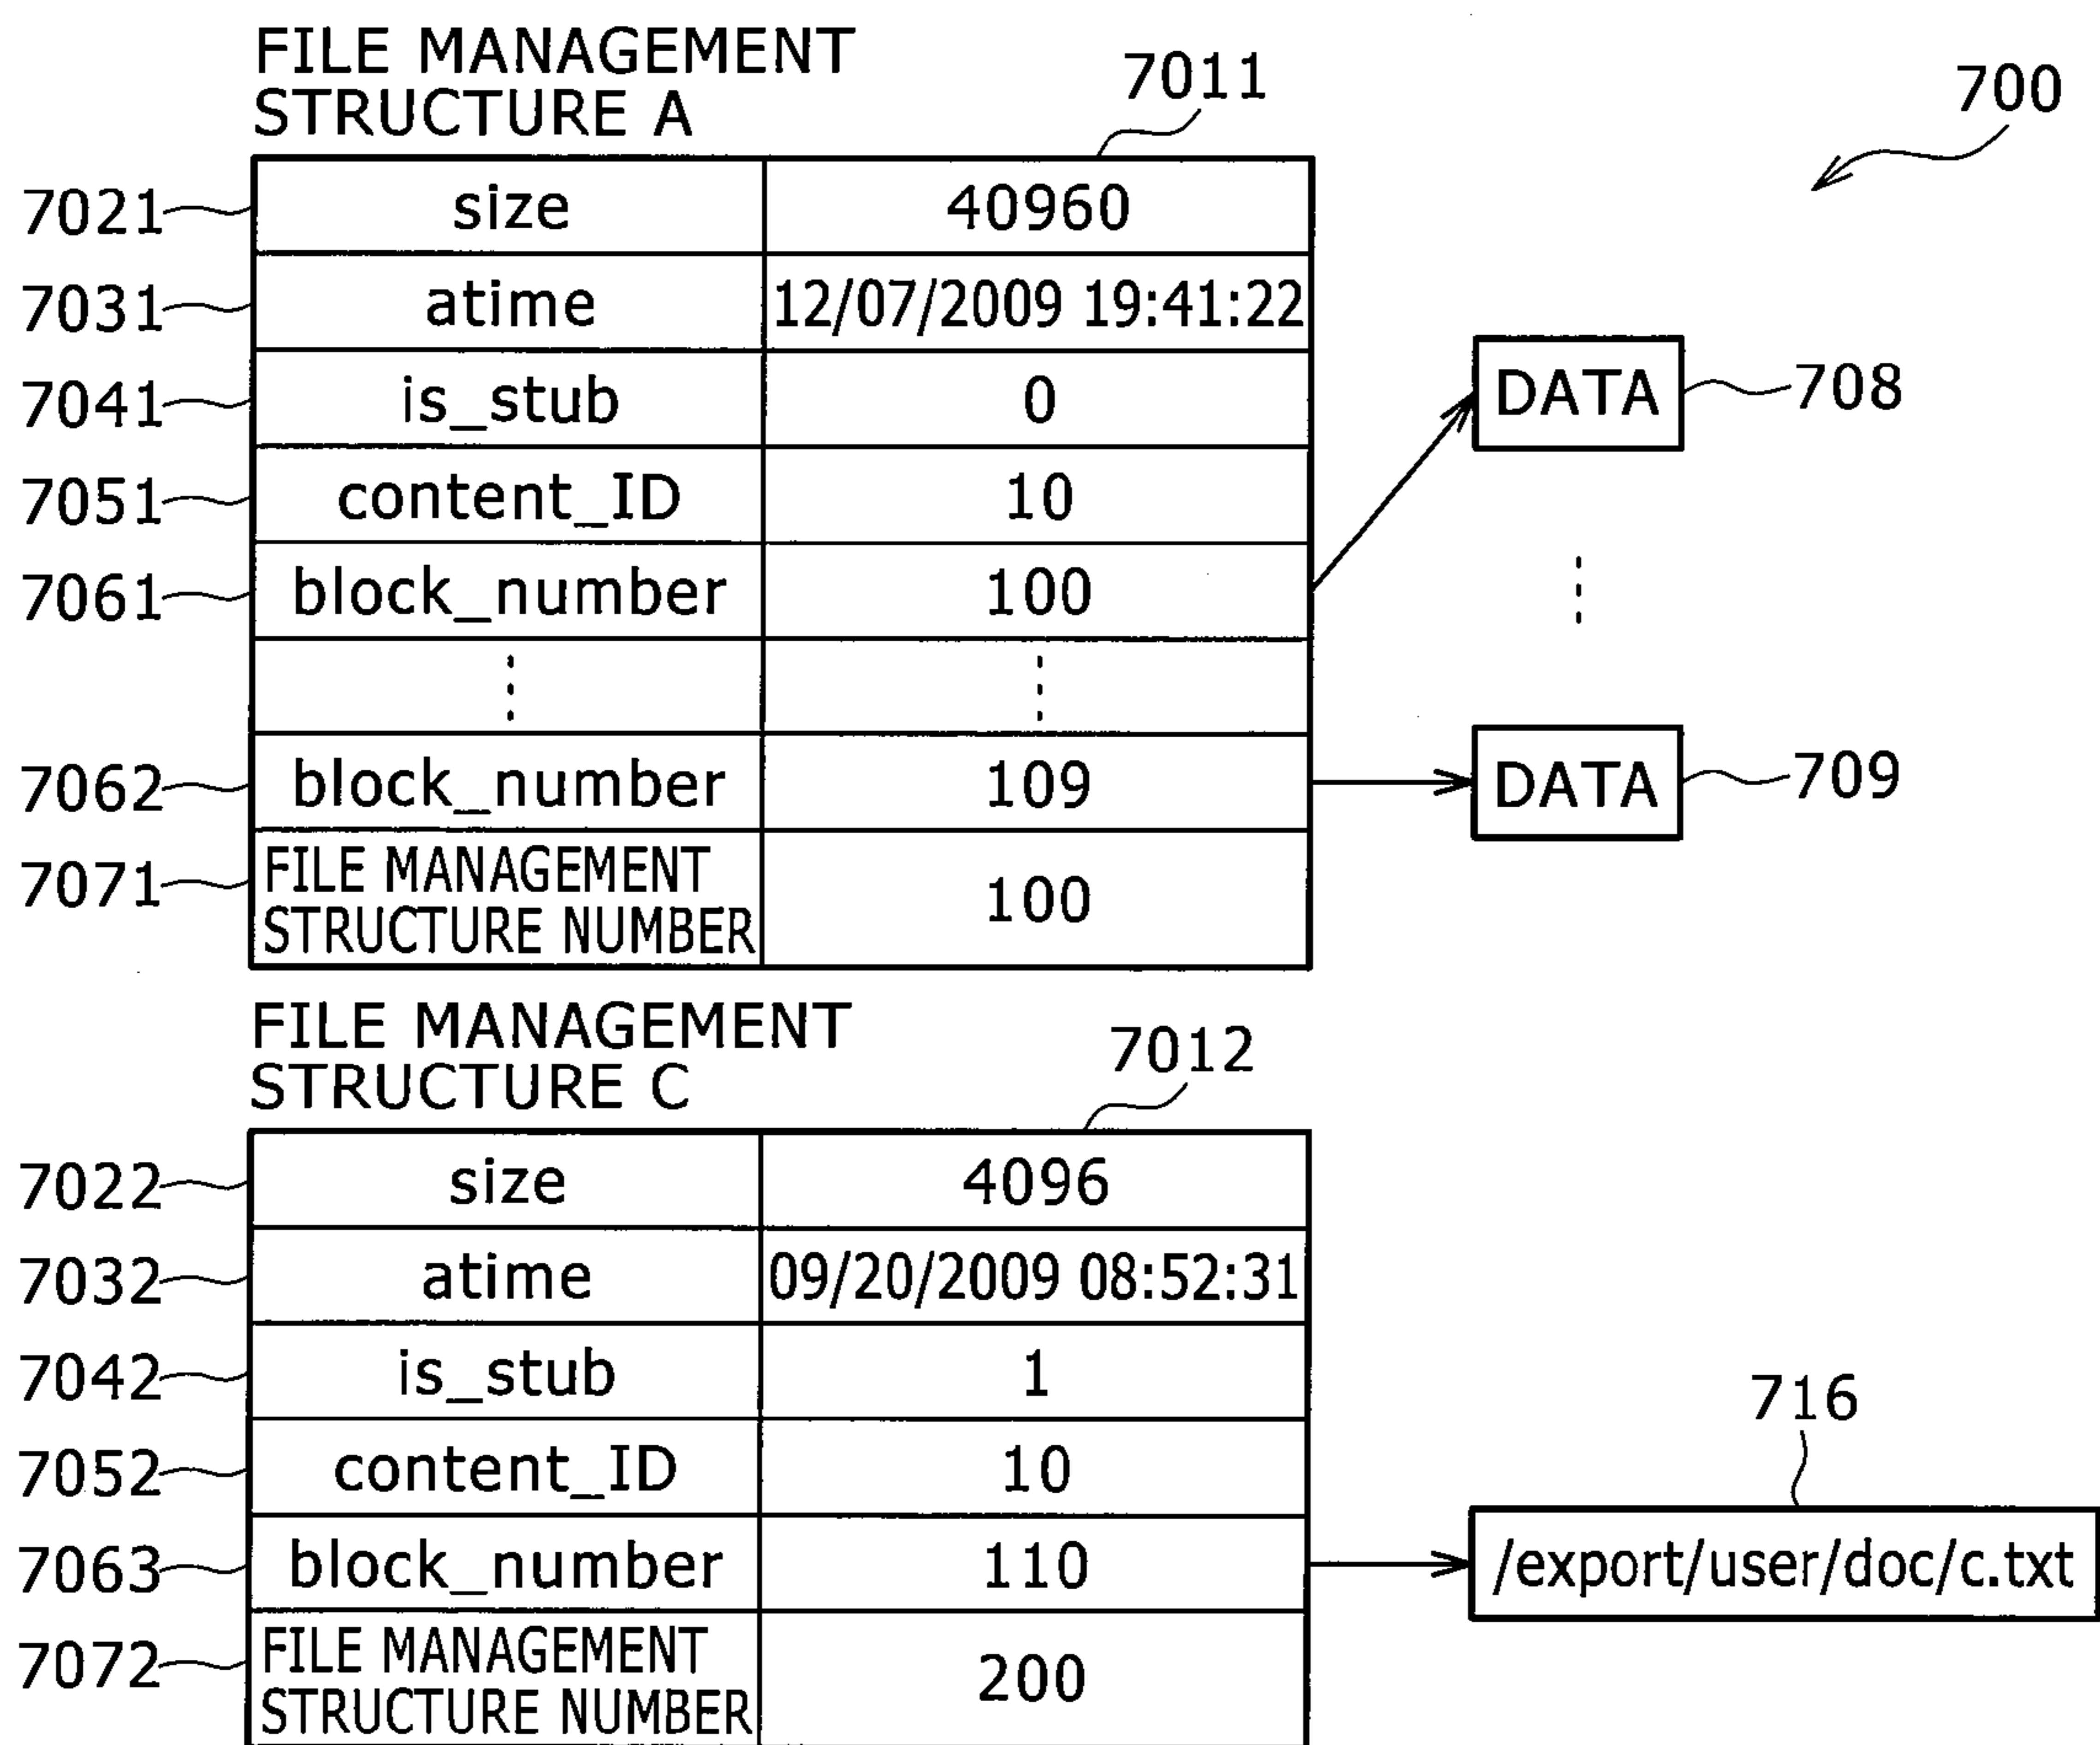 FILE MANAGEMENT
STRUCTURE A
7011
700
7021 size 40960
7031 atime 12/07/2009 19:41:22
7041 is_stub 0
DATA 708
7051 content_ID 10
7061 block_number 100
7062 block_number 109
DATA 709
7071 FILE MANAGEMENT
STRUCTURE NUMBER 100
FILE MANAGEMENT
STRUCTURE C
7012
7022 size 4096
7032 atime 09/20/2009 08:52:31
7042 is_stub 1
716
7052 content_ID 10
7063 block_number 110
/export/user/doc/c.txt
7072 FILE MANAGEMENT
STRUCTURE NUMBER 200